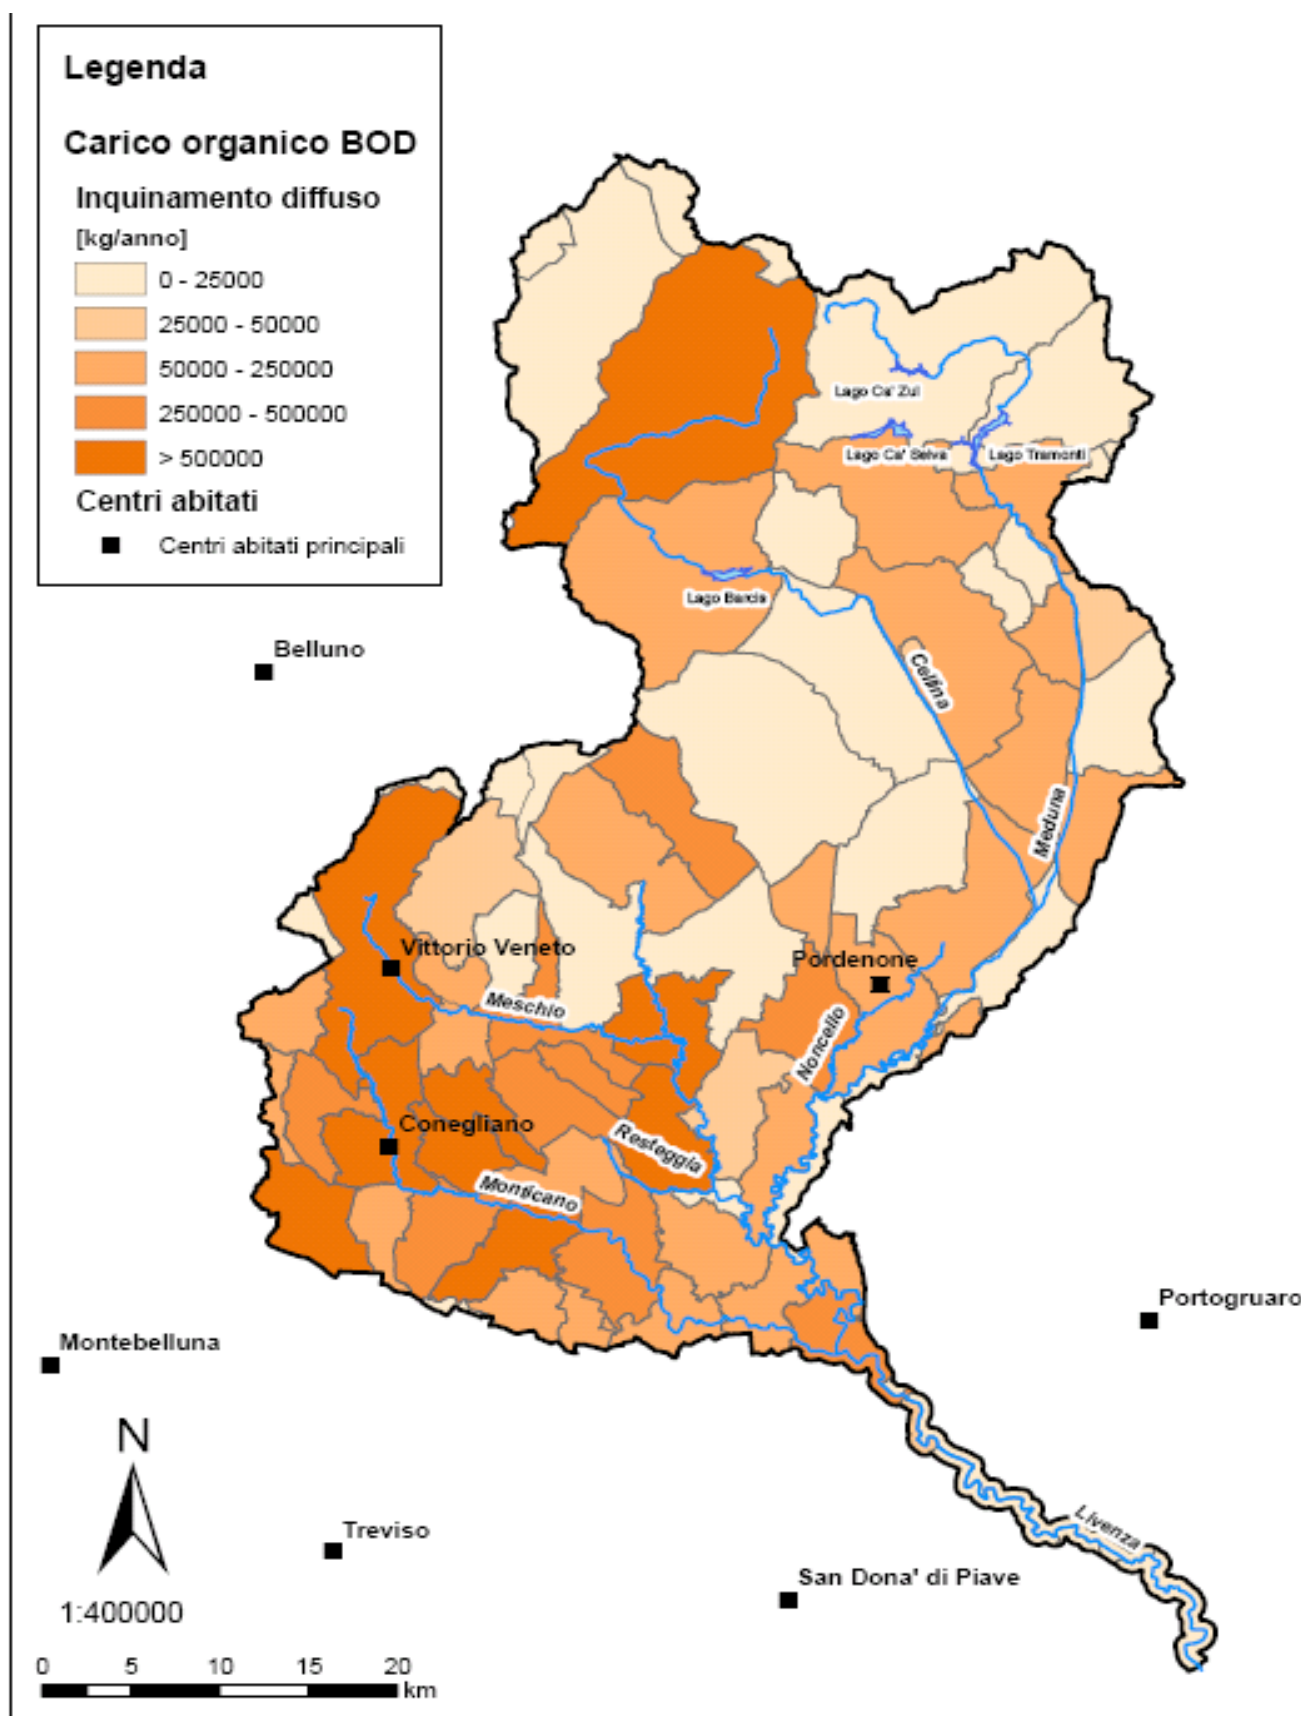 Legenda
Carico organico BOD
Inquinamento diffuso
[kg/anno]
0 - 25000
25000 - 50000
50000 - 250000
250000 - 500000
> 500000
Centri abitati
Centri abitati principali
Lago Ca' Zul
Lago Ca' Selva
Lago Tramonti
Lago Barcis
Belluno
Cellina
Meduna
Vittorio Veneto
Pordenone
Meschio
Noncello
Conegliano
Resteggia
Monticano
Portogruaro
Montebelluna
N
Treviso
Livenza
San Dona' di Piave
1:400000
0 5 10 15 20
km